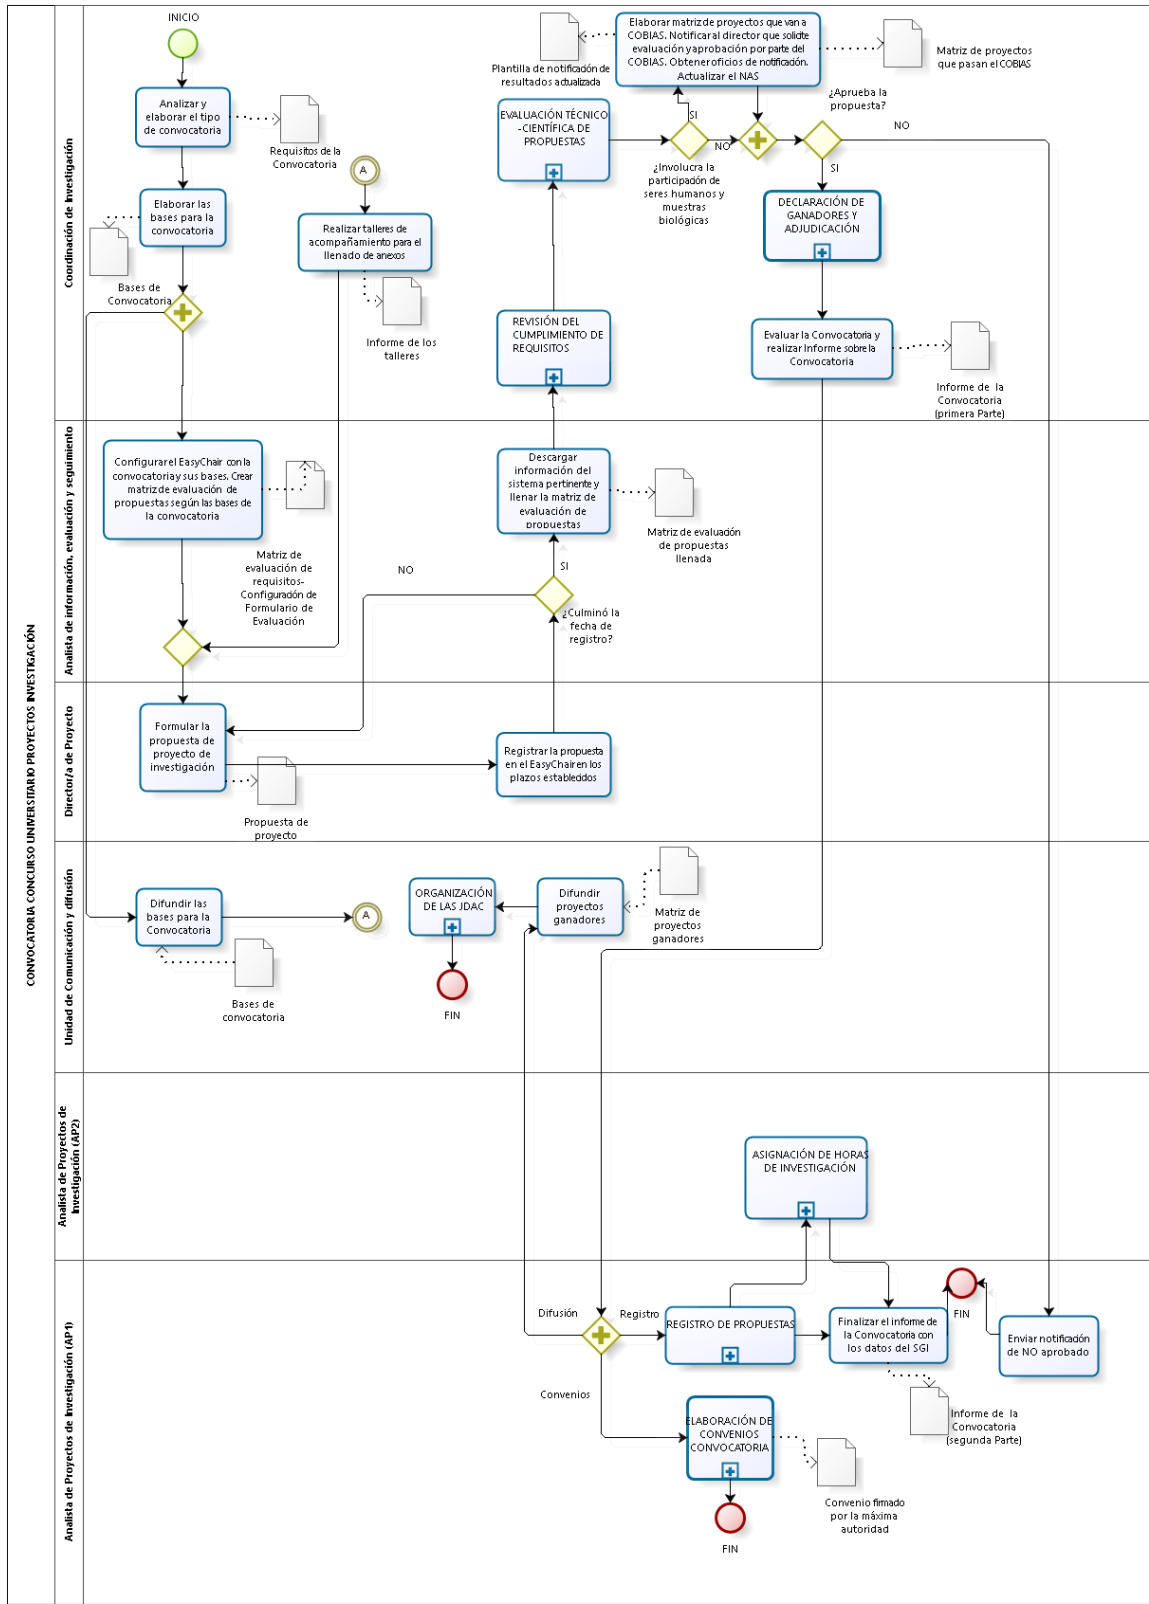 CONVOCATORIA CONCURSO UNIVERSITARIO PROYECTOS INVESTIGACIÓN
Coordinación de Investigación
INICIO
Analizar y
elaborar el tipo
de convocatoria
Requisitos de la
Convocatoria
Elaborar las
bases para la
convocatoria
Bases de
Convocatoria
A
Realizar talleres de
acompañamiento para el
llenado de anexos
Informe de los
talleres
Elaborar matriz de proyectos que van a
COBIAS. Notificar al director que solicite
evaluación y aprobación por parte del
COBIAS. Obtener oficios de notificación.
Actualizar el NAS
Plantilla de notificación de
resultados actualizada
Matriz de proyectos
que pasan el COBIAS
EVALUACIÓN TÉCNICO
-CIENTÍFICA DE
PROPUESTAS
SI
NO
¿Involucra la
participación de
seres humanos y
muestras
biológicas
¿Aprueba la
propuesta?
NO
SI
DECLARACIÓN DE
GANADORES Y
ADJUDICACIÓN
REVISIÓN DEL
CUMPLIMIENTO DE
REQUISITOS
Evaluar la Convocatoria y
realizar Informe sobre la
Convocatoria
Informe de la
Convocatoria
(primera Parte)
Analista de información, evaluación y seguimiento
Configurar el EasyChair con la
convocatoria y sus bases. Crear
matriz de evaluación de
propuestas según las bases de
la convocatoria
Matriz de
evaluación de
requisitos-
Configuración de
Formulario de
Evaluación
Descargar
información del
sistema pertinente y
llenar la matriz de
evaluación de
propuestas
Matriz de evaluación
de propuestas
llenada
NO
SI
¿Culminó la
fecha de
registro?
Director/a de Proyecto
Formular la
propuesta de
proyecto de
investigación
Propuesta de
proyecto
Registrar la propuesta
en el EasyChair en los
plazos establecidos
Unidad de Comunicación y difusión
Difundir las
bases para la
Convocatoria
A
Bases de
convocatoria
ORGANIZACIÓN
DE LAS JDAC
FIN
Difundir
proyectos
ganadores
Matriz de
proyectos
ganadores
Analista de Proyectos de
Investigación (AP2)
ASIGNACIÓN DE HORAS
DE INVESTIGACIÓN
Analista de Proyectos de Investigación (AP1)
Difusión
Registro
Convenios
REGISTRO DE PROPUESTAS
Finalizar el informe de
la Convocatoria con
los datos del SGI
FIN
Enviar notificación
de NO aprobado
Informe de la
Convocatoria
(segunda Parte)
ELABORACIÓN DE
CONVENIOS
CONVOCATORIA
Convenio firmado
por la máxima
autoridad
FIN